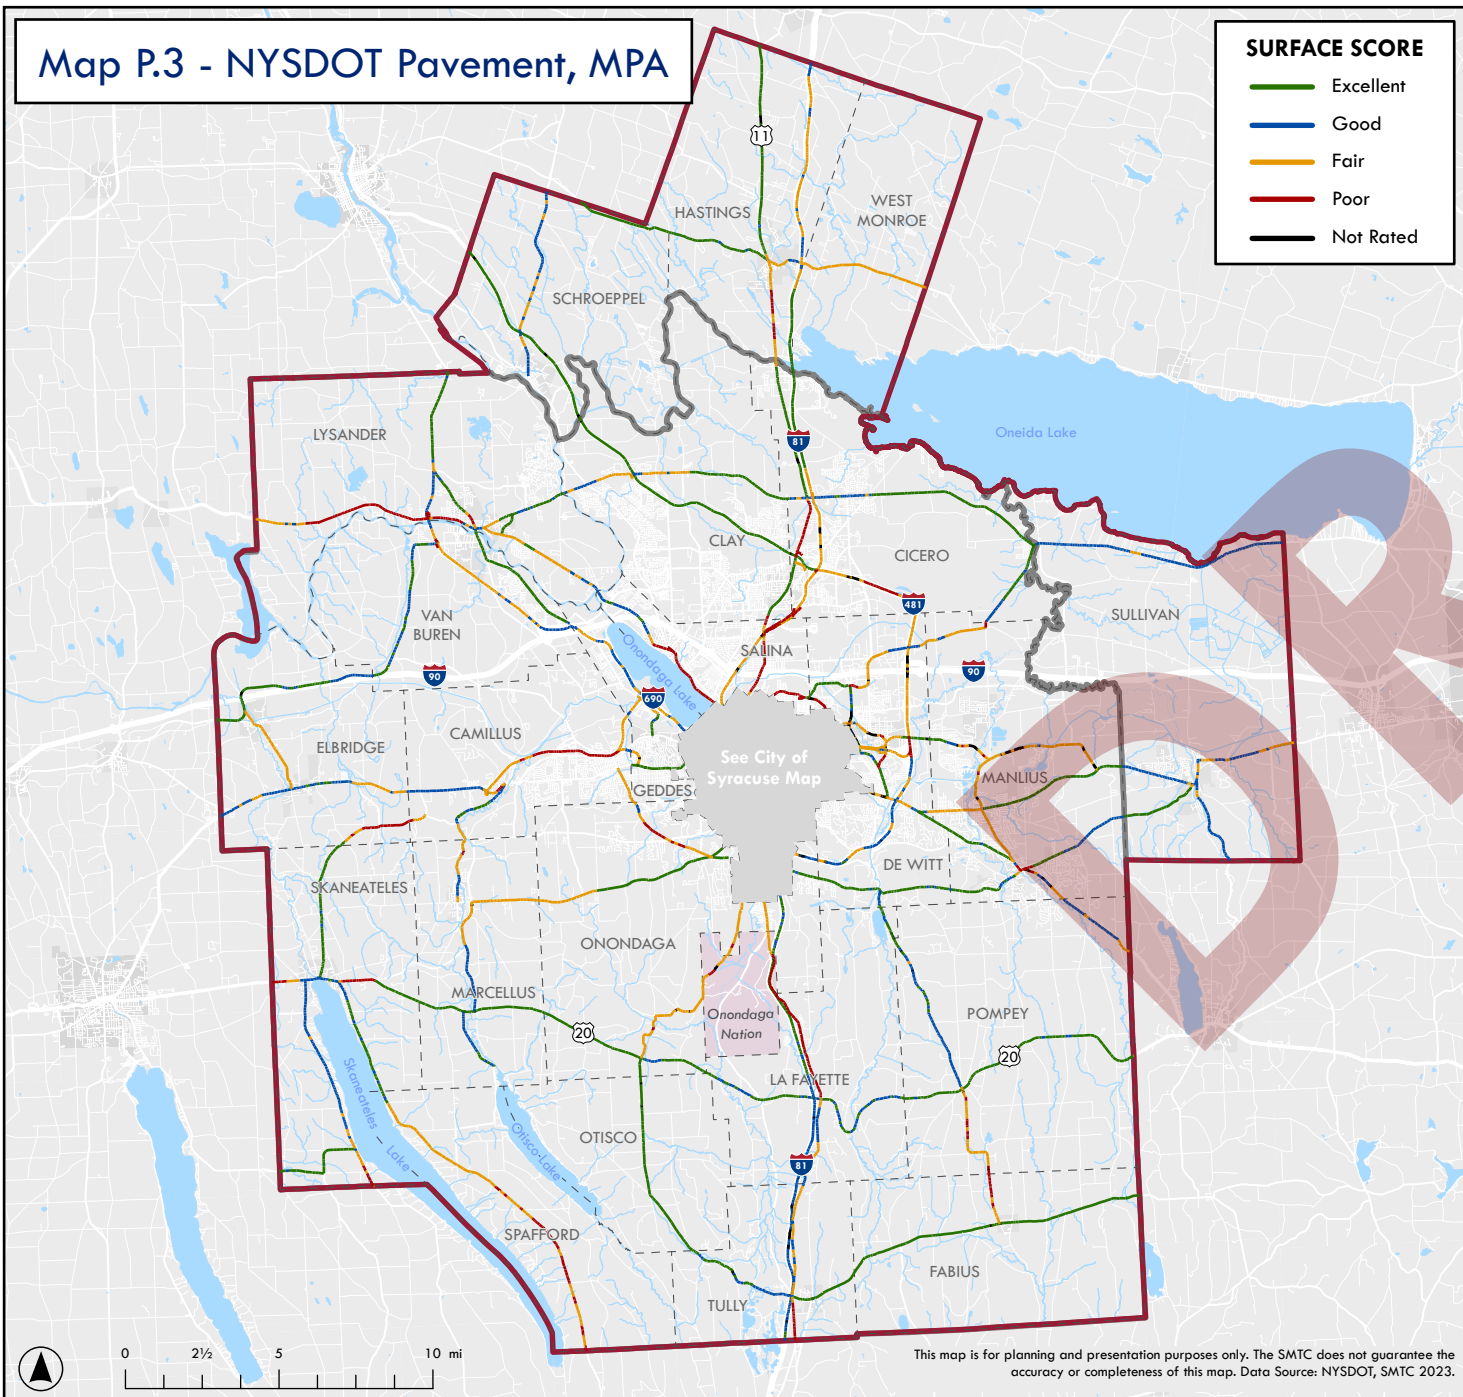 Map P.3 - NYSDOT Pavement, MPA
SURFACE SCORE
Excellent
Good
Fair
Poor
Not Rated
11
HASTINGS
WEST
MONROE
SCHROEPPEL
LYSANDER
81
Oneida Lake
CLAY
CICERO
481
VAN
BUREN
SULLIVAN
Onondaga Lake
SALINA
90
90
690
ELBRIDGE
CAMILLUS
See City of
Syracuse Map
GEDDES
MANLIUS
DE WITT
SKANEATELES
ONONDAGA
MARCELLUS
Onondaga
Nation
POMPEY
20
20
Skaneateles
Lake
LA FAYETTE
OTISCO
Otisco Lake
81
SPAFFORD
FABIUS
TULLY
0 2½ 5 10 mi
This map is for planning and presentation purposes only. The SMTC does not guarantee the
accuracy or completeness of this map. Data Source: NYSDOT, SMTC 2023.
DR